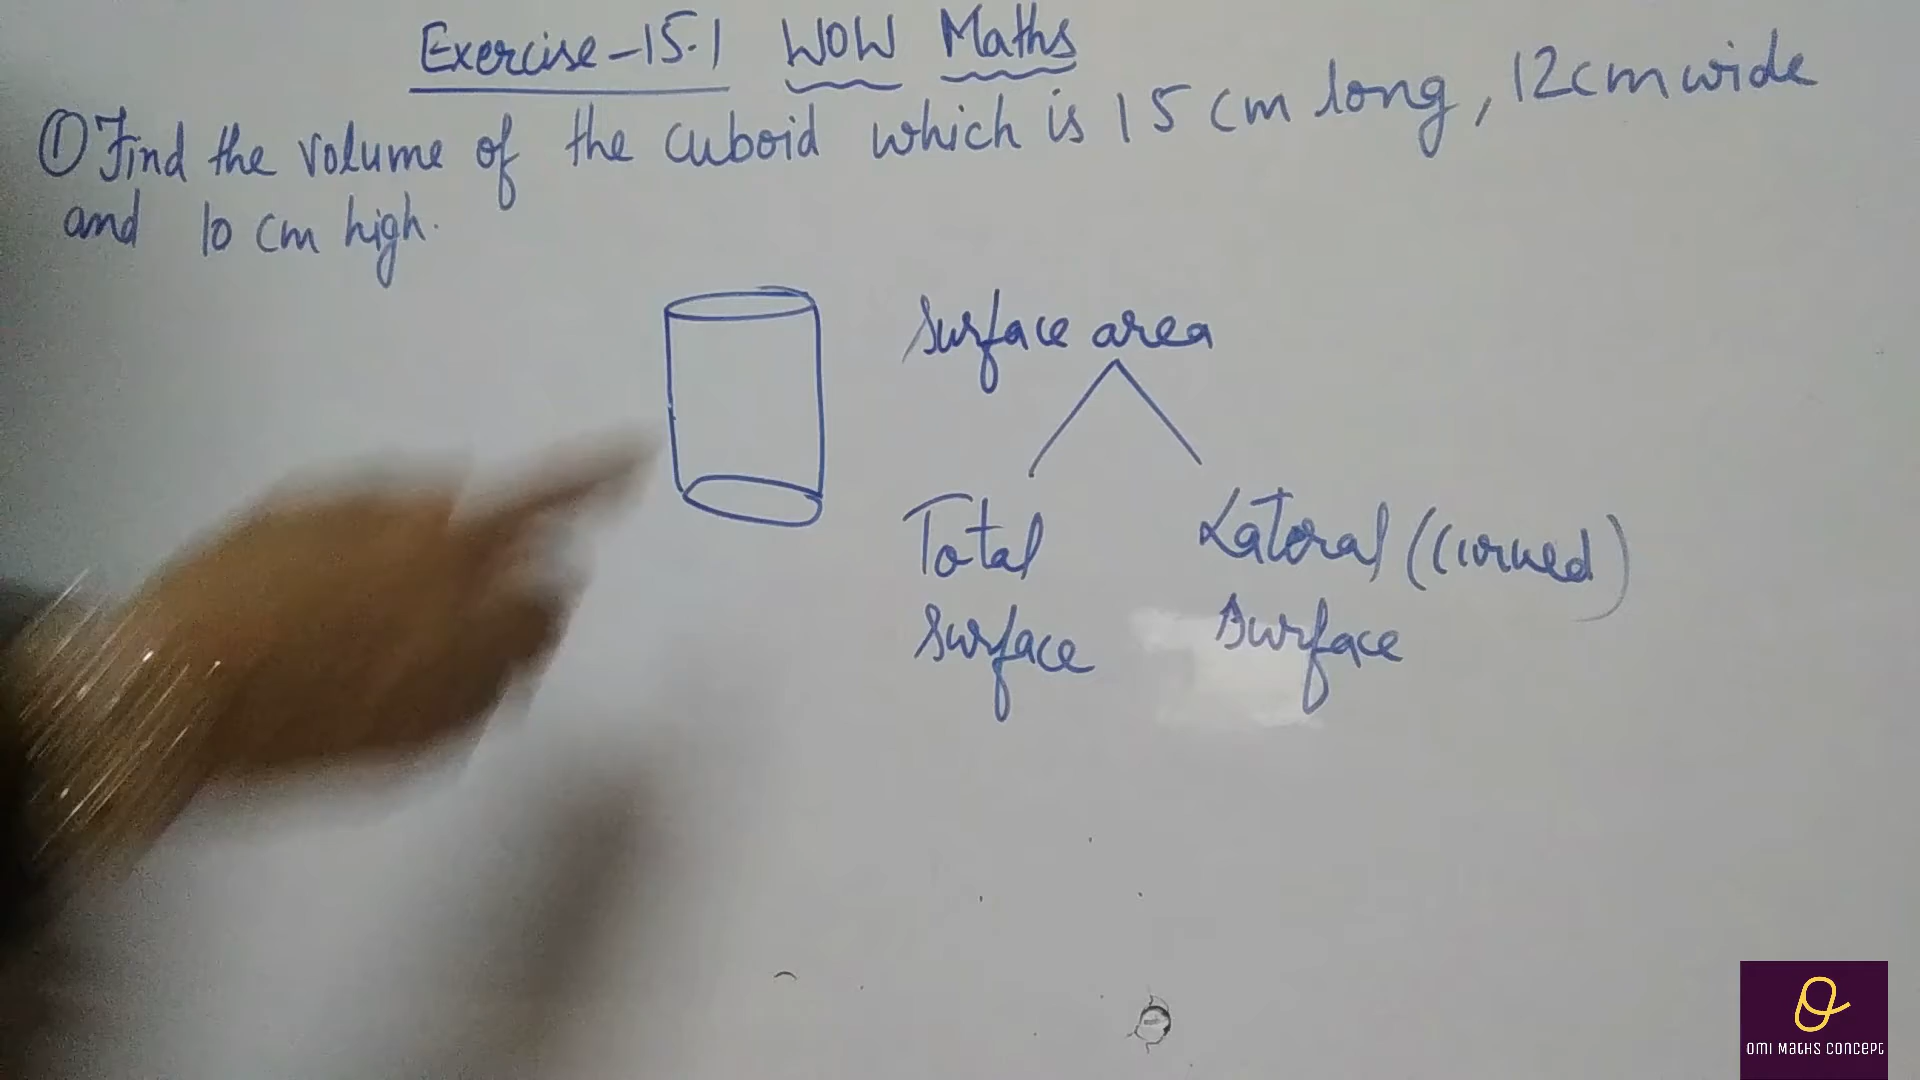 Exercise-15.1 WOW Maths
① Find the volume of the cuboid which is 15 cm long, 12cm wide
and 10 cm high.
Surface area
Total Lateral (Curved)
Surface Surface
OMI MATHS CONCEPT